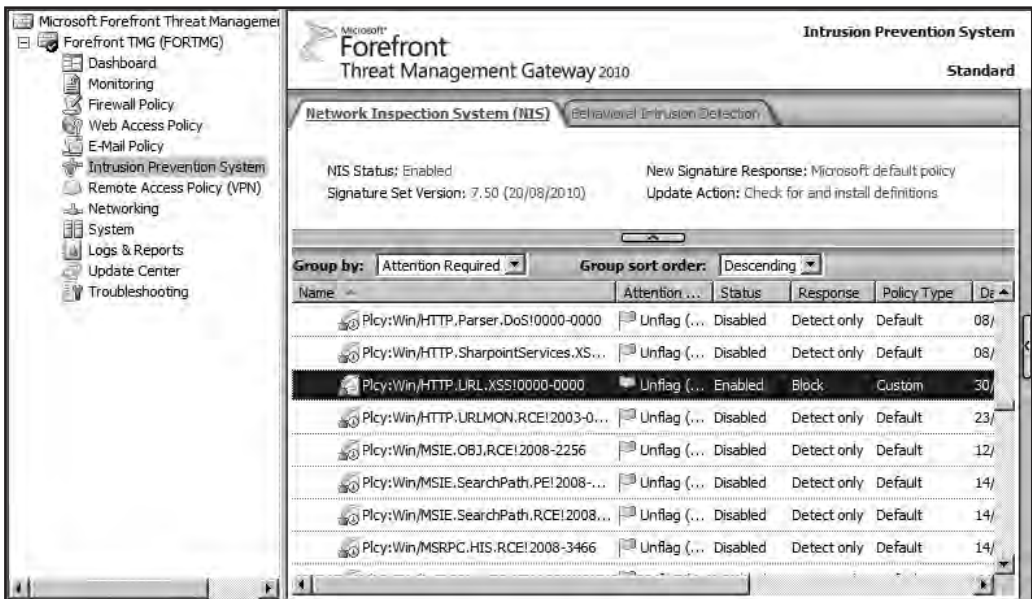 Microsoft Forefront Threat Managemen
Forefront TMG (FORTMG)
Dashboard
Monitoring
Firewall Policy
Web Access Policy
E-Mail Policy
Intrusion Prevention System
Remote Access Policy (VPN)
Networking
System
Logs & Reports
Update Center
Troubleshooting
Microsoft®
Forefront
Threat Management Gateway 2010
Intrusion Prevention System
Standard
Network Inspection System (NIS) Behavioral Intrusion Detection
NIS Status: Enabled New Signature Response: Microsoft default policy
Signature Set Version: 7.50 (20/08/2010) Update Action: Check for and install definitions
Group by: Attention Required Group sort order: Descending
Name Attention ... Status Response Policy Type Da
Plcy:Win/HTTP.Parser.DoS!0000-0000 Unflag (... Disabled Detect only Default 08/
Plcy:Win/HTTP.SharpointServices.XS... Unflag (... Disabled Detect only Default 08/
Plcy:Win/HTTP.URL.XSS!0000-0000 Unflag (... Enabled Block Custom 30/
Plcy:Win/HTTP.URLMON.RCE!2003-0... Unflag (... Disabled Detect only Default 23/
Plcy:Win/MSIE.OBJ.RCE!2008-2256 Unflag (... Disabled Detect only Default 12/
Plcy:Win/MSIE.SearchPath.PE!2008-... Unflag (... Disabled Detect only Default 14/
Plcy:Win/MSIE.SearchPath.RCE!2008... Unflag (... Disabled Detect only Default 14/
Plcy:Win/MSRPC.HIS.RCE!2008-3466 Unflag (... Disabled Detect only Default 14/